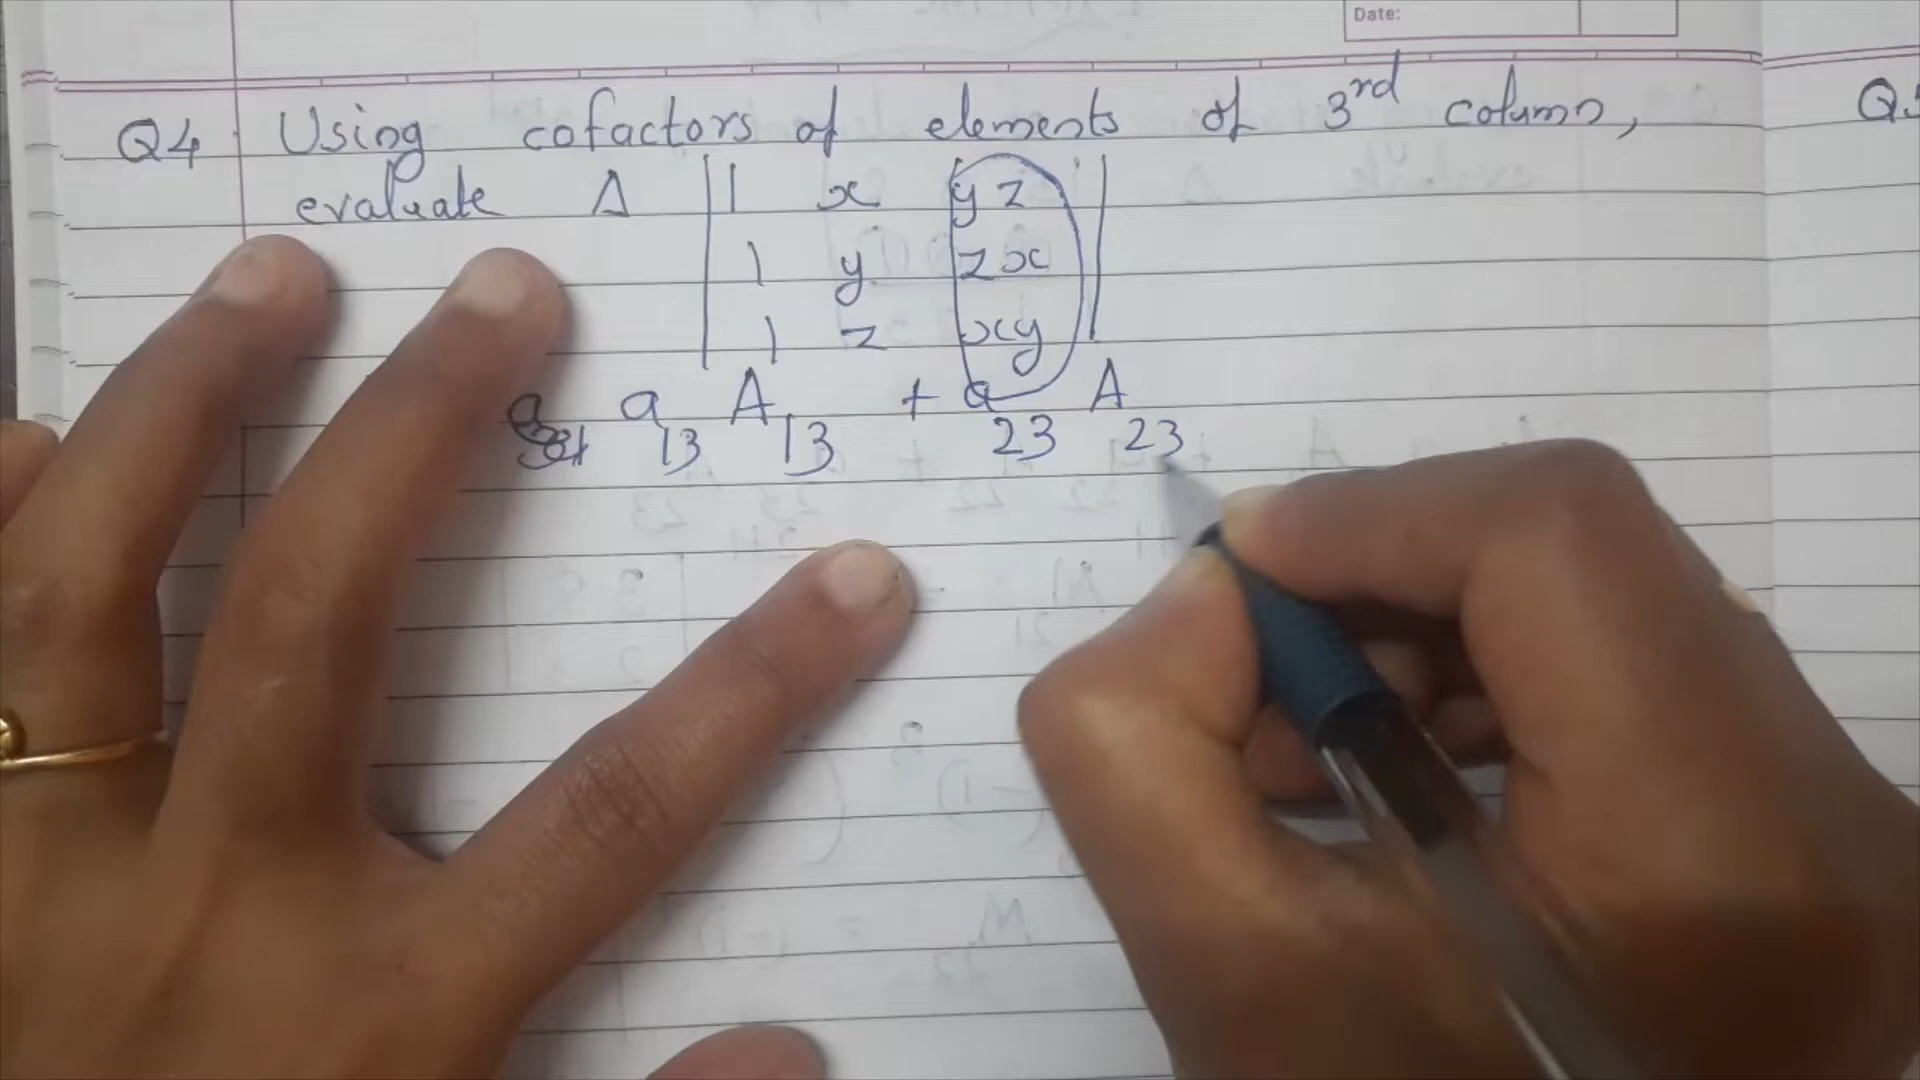 Date:
Q4 Using cofactors of elements of 3rd column,
evaluate Δ | 1 x yz |
| 1 y zx |
| 1 z xy |
a13 A13 + a23 A23